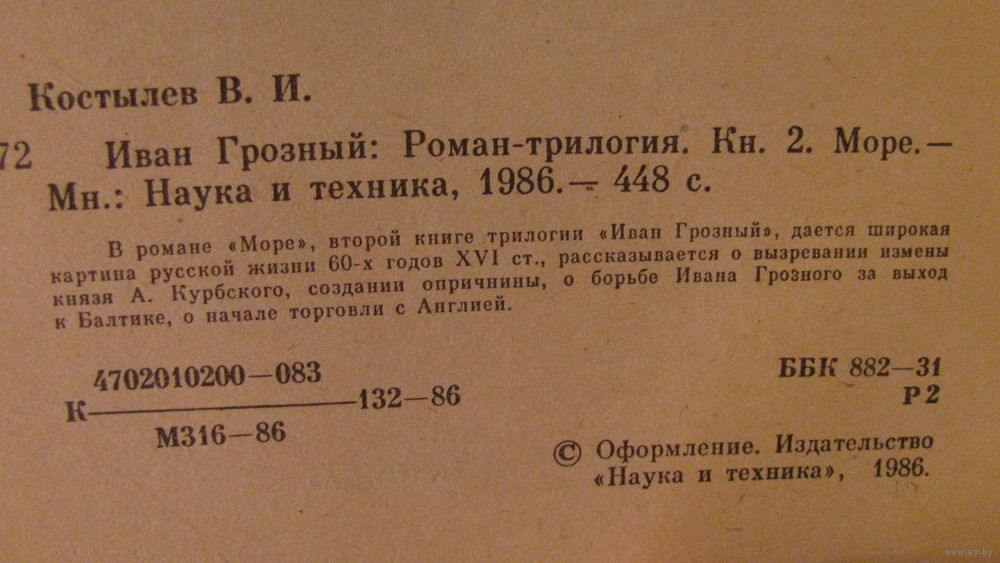 Костылев В. И.
72 Иван Грозный: Роман-трилогия. Кн. 2. Море.—
Мн.: Наука и техника, 1986.— 448 с.
В романе «Море», второй книге трилогии «Иван Грозный», дается широкая
картина русской жизни 60-х годов XVI ст., рассказывается о вызревании измены
князя А. Курбского, создании опричнины, о борьбе Ивана Грозного за выход
к Балтике, о начале торговли с Англией.
4702010200—083
К—132—86
М316—86
ББК 882—31
Р2
© Оформление. Издательство
«Наука и техника», 1986.
www.ay.by